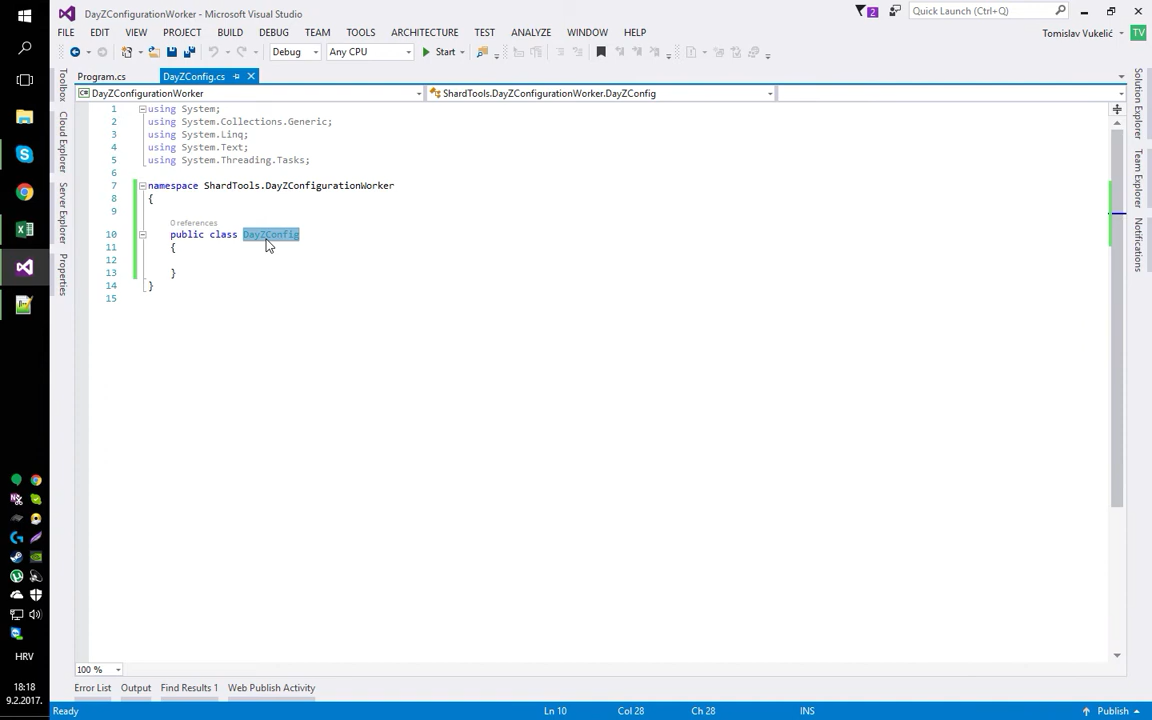 DayZConfigurationWorker - Microsoft Visual Studio
2
Quick Launch (Ctrl+Q)
FILE EDIT VIEW PROJECT BUILD DEBUG TEAM TOOLS ARCHITECTURE TEST ANALYZE WINDOW HELP
Tomislav Vukelić
TV
Debug
Any CPU
Start
Program.cs
DayZConfig.cs
DayZConfigurationWorker
ShardTools.DayZConfigurationWorker.DayZConfig
1 using System;
2 using System.Collections.Generic;
3 using System.Linq;
4 using System.Text;
5 using System.Threading.Tasks;
6
7 namespace ShardTools.DayZConfigurationWorker
8 {
9
0 references
10 public class DayZConfig
11 {
12
13 }
14 }
15
Toolbox
Cloud Explorer
Server Explorer
Properties
Solution Explorer
Team Explorer
Notifications
100 %
Error List Output Find Results 1 Web Publish Activity
Ready
Ln 10
Col 28
Ch 28
INS
Publish
HRV
18:18
9.2.2017.